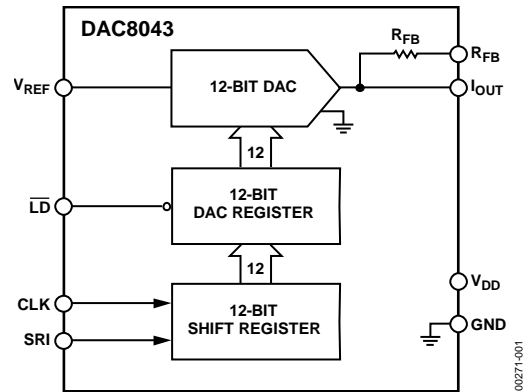 DAC8043
R_FB
R_FB
V_REF
12-BIT DAC
I_OUT
12
L̅D̅
12-BIT
DAC REGISTER
12
V_DD
CLK
12-BIT
SHIFT REGISTER
GND
SRI
00271-001